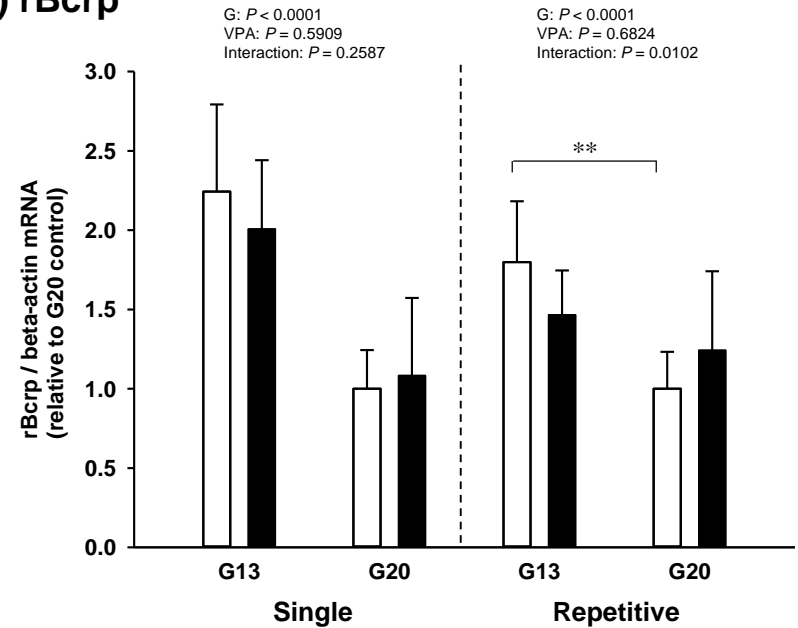 ) rBcrp
G: P < 0.0001
VPA: P = 0.5909
Interaction: P = 0.2587
G: P < 0.0001
VPA: P = 0.6824
Interaction: P = 0.0102
rBcrp / beta-actin mRNA
(relative to G20 control)
3.0
2.5
2.0
1.5
1.0
0.5
0.0
**
G13
G20
G13
G20
Single
Repetitive